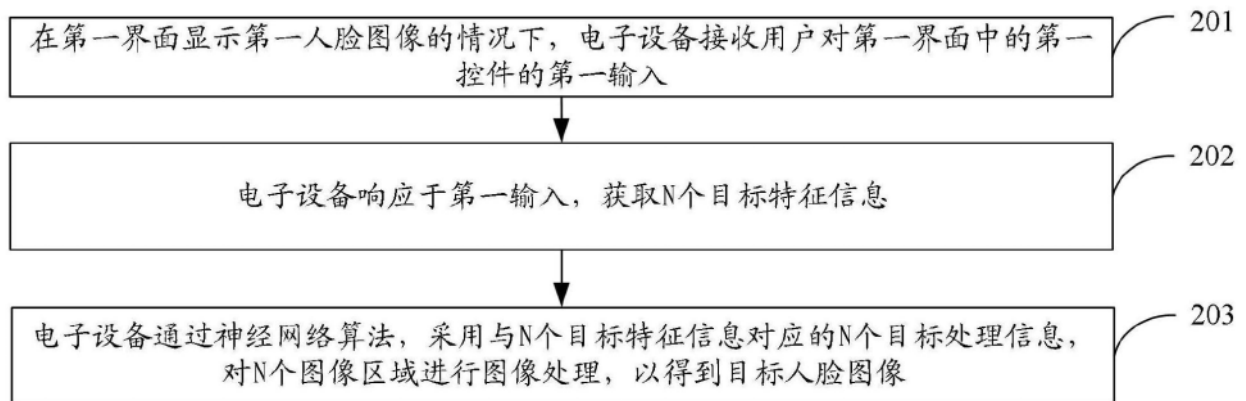 在第一界面显示第一人脸图像的情况下，电子设备接收用户对第一界面中的第一
控件的第一输入
201
电子设备响应于第一输入，获取N个目标特征信息
202
电子设备通过神经网络算法，采用与N个目标特征信息对应的N个目标处理信息，
对N个图像区域进行图像处理，以得到目标人脸图像
203